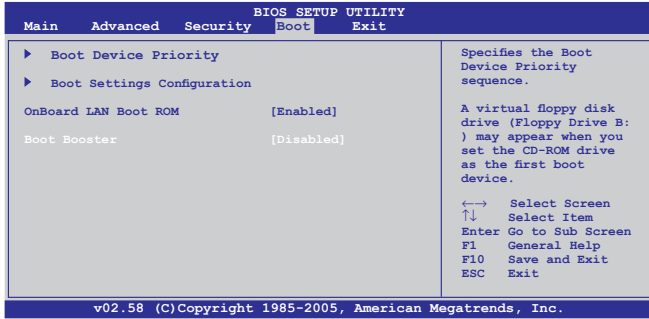 BIOS SETUP UTILITY
Main Advanced Security Boot Exit
Boot Device Priority
Boot Settings Configuration
OnBoard LAN Boot ROM [Enabled]
Boot Booster [Disabled]
Specifies the Boot
Device Priority
sequence.
A virtual floppy disk
drive (Floppy Drive B:
) may appear when you
set the CD-ROM drive
as the first boot
device.
←→ Select Screen
↑↓ Select Item
Enter Go to Sub Screen
F1 General Help
F10 Save and Exit
ESC Exit
v02.58 (C)Copyright 1985-2005, American Megatrends, Inc.